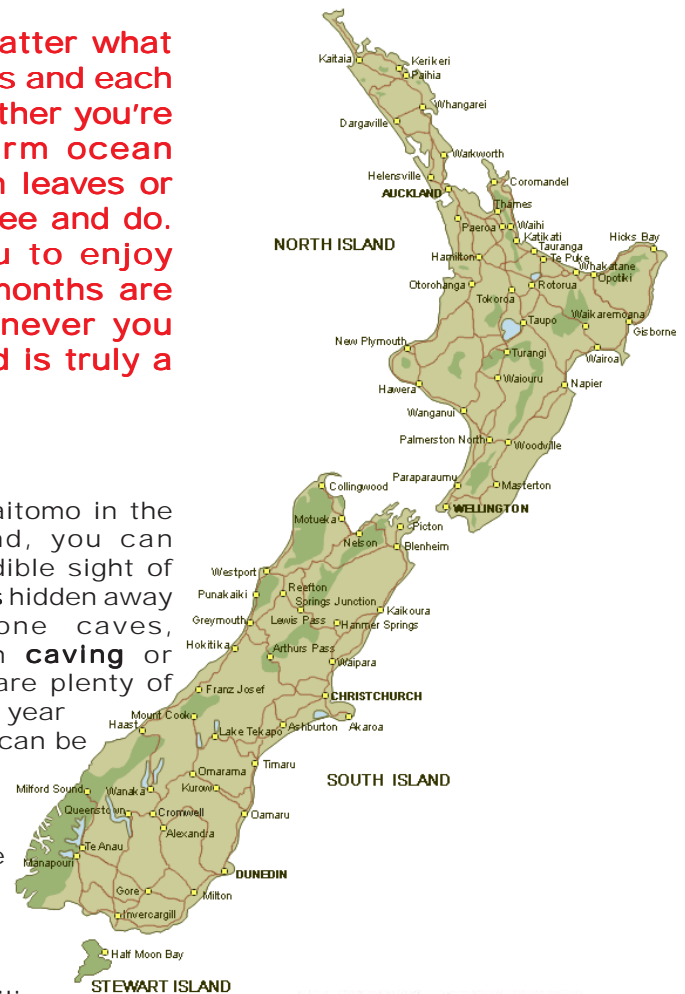 atter what
s and each
ther you're
rm ocean
n leaves or
ee and do.
u to enjoy
months are
never you
d is truly a
aitomo in the
nd, you can
dible sight of
s hidden away
one caves,
n caving or
are plenty of
year
can be
e
...
Kaitaia
Kerikeri
Paihia
Whangarei
Dargaville
Warkworth
Helensville
AUCKLAND
Coromandel
Thames
Paeroa
Waihi
Katikati
Tauranga
Te Puke
Hicks Bay
NORTH ISLAND
Hamilton
Whakatane
Opotiki
Otorohanga
Rotorua
Tokoroa
Waikaremoana
Taupo
Gisborne
New Plymouth
Turangi
Wairoa
Waiouru
Napier
Hawera
Wanganui
Palmerston North
Woodville
Paraparaumu
Masterton
WELLINGTON
Collingwood
Motueka
Picton
Nelson
Blenheim
Westport
Reefton
Punakaiki
Springs Junction
Kaikoura
Greymouth
Lewis Pass
Hanmer Springs
Hokitika
Arthurs Pass
Waipara
Franz Josef
CHRISTCHURCH
Mount Cook
Haast
Lake Tekapo
Ashburton
Akaroa
Timaru
SOUTH ISLAND
Omarama
Milford Sound
Wanaka
Kurow
Queenstown
Cromwell
Oamaru
Alexandia
Te Anau
Manapouri
DUNEDIN
Gore
Milton
Invercargill
Half Moon Bay
STEWART ISLAND